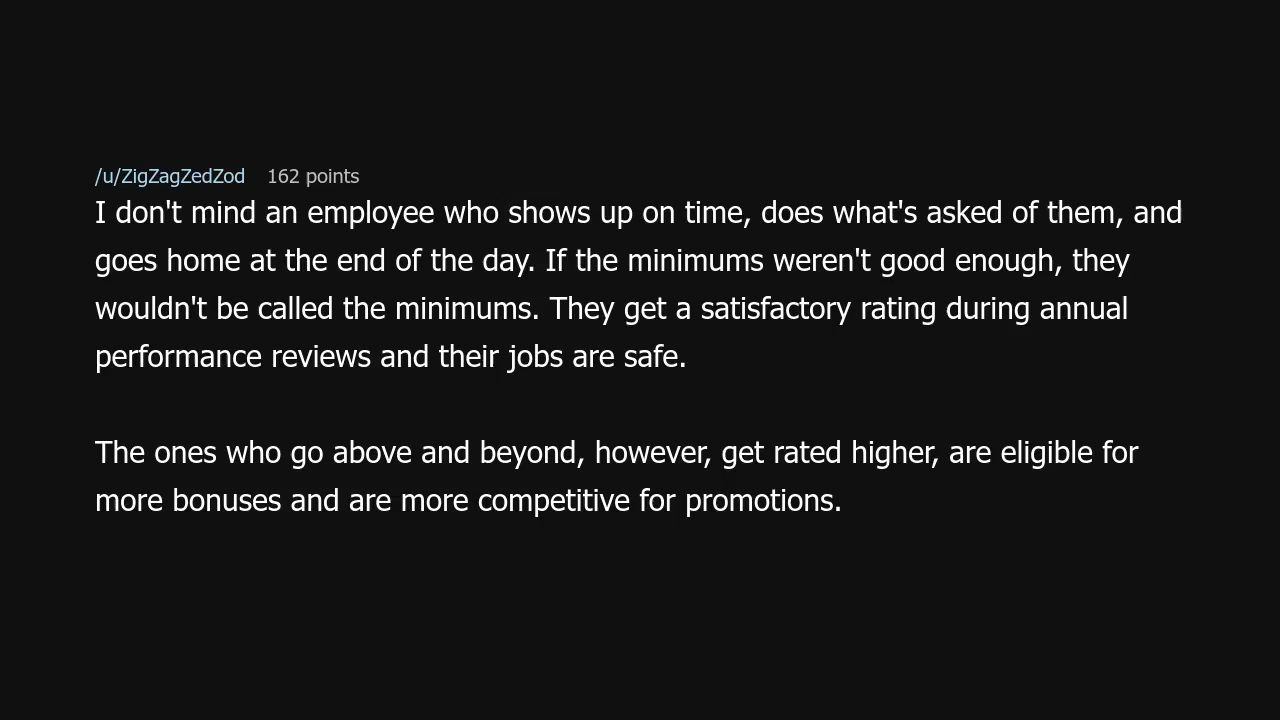 /u/ZigZagZedZod 162 points
I don't mind an employee who shows up on time, does what's asked of them, and
goes home at the end of the day. If the minimums weren't good enough, they
wouldn't be called the minimums. They get a satisfactory rating during annual
performance reviews and their jobs are safe.
The ones who go above and beyond, however, get rated higher, are eligible for
more bonuses and are more competitive for promotions.